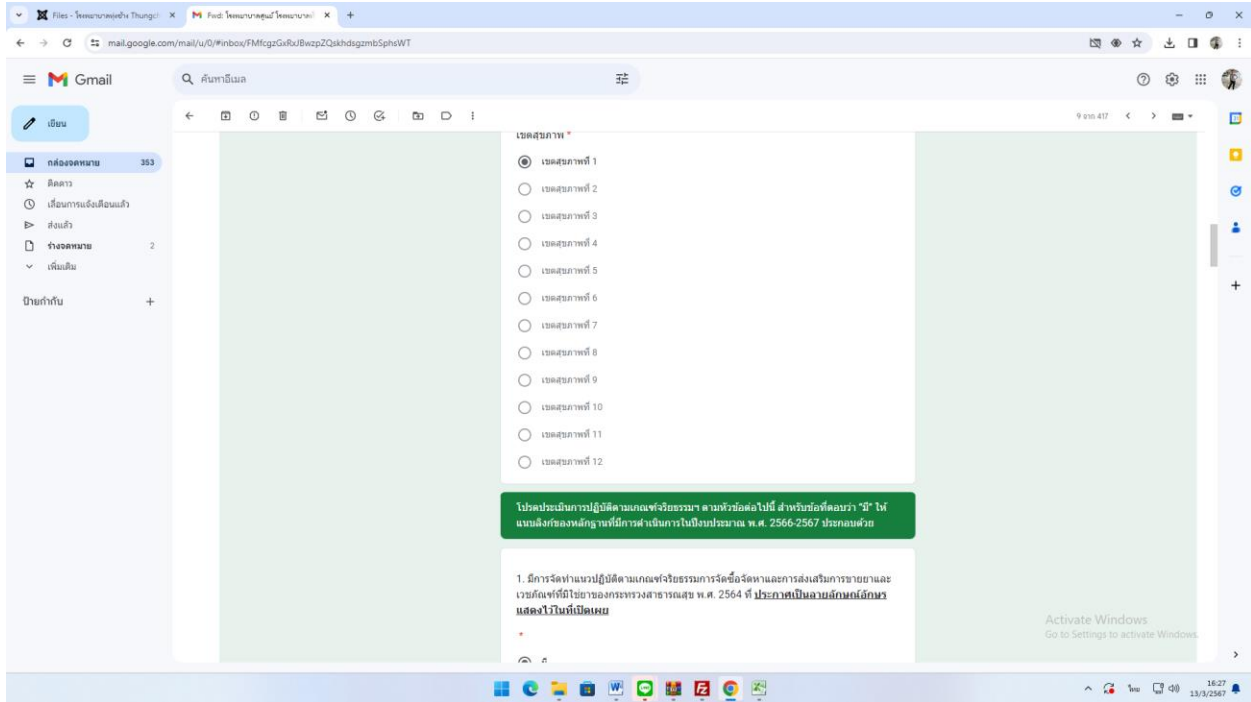 Files - โรงพยาบาลทุ่งช้าง Thungch
Fwd: โรงพยาบาลศูนย์ โรงพยาบาลทั่
mail.google.com/mail/u/0/#inbox/FMfcgzGxRxJBwzpZQskhdsgzmbSphsWT
Gmail
ค้นหาอีเมล
เขียน
9 จาก 417
กล่องจดหมาย 353
ติดดาว
เลื่อนการแจ้งเตือนแล้ว
ส่งแล้ว
ร่างจดหมาย 2
เพิ่มเติม
ป้ายกำกับ
เขตสุขภาพ *
เขตสุขภาพที่ 1
เขตสุขภาพที่ 2
เขตสุขภาพที่ 3
เขตสุขภาพที่ 4
เขตสุขภาพที่ 5
เขตสุขภาพที่ 6
เขตสุขภาพที่ 7
เขตสุขภาพที่ 8
เขตสุขภาพที่ 9
เขตสุขภาพที่ 10
เขตสุขภาพที่ 11
เขตสุขภาพที่ 12
โปรดประเมินการปฏิบัติตามเกณฑ์จริยธรรมฯ ตามหัวข้อต่อไปนี้ สำหรับข้อที่ตอบว่า "มี" ให้
แนบลิงก์ของหลักฐานที่มีการดำเนินการในปีงบประมาณ พ.ศ. 2566-2567 ประกอบด้วย
1. มีการจัดทำแนวปฏิบัติตามเกณฑ์จริยธรรมการจัดซื้อจัดหาและการส่งเสริมการขายยาและ
เวชภัณฑ์ที่มิใช่ยาของกระทรวงสาธารณสุข พ.ศ. 2564 ที่ ประกาศเป็นลายลักษณ์อักษร
แสดงไว้ในที่เปิดเผย
*
มี
Activate Windows
Go to Settings to activate Windows.
ไทย
16:27
13/3/2567